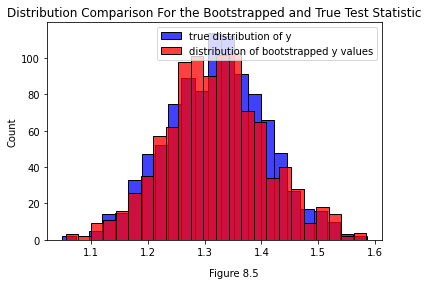 Distribution Comparison For the Bootstrapped and True Test Statistic
true distribution of y
distribution of bootstrapped y values
Count
100
80
60
40
20
0
1.1 1.2 1.3 1.4 1.5 1.6
Figure 8.5